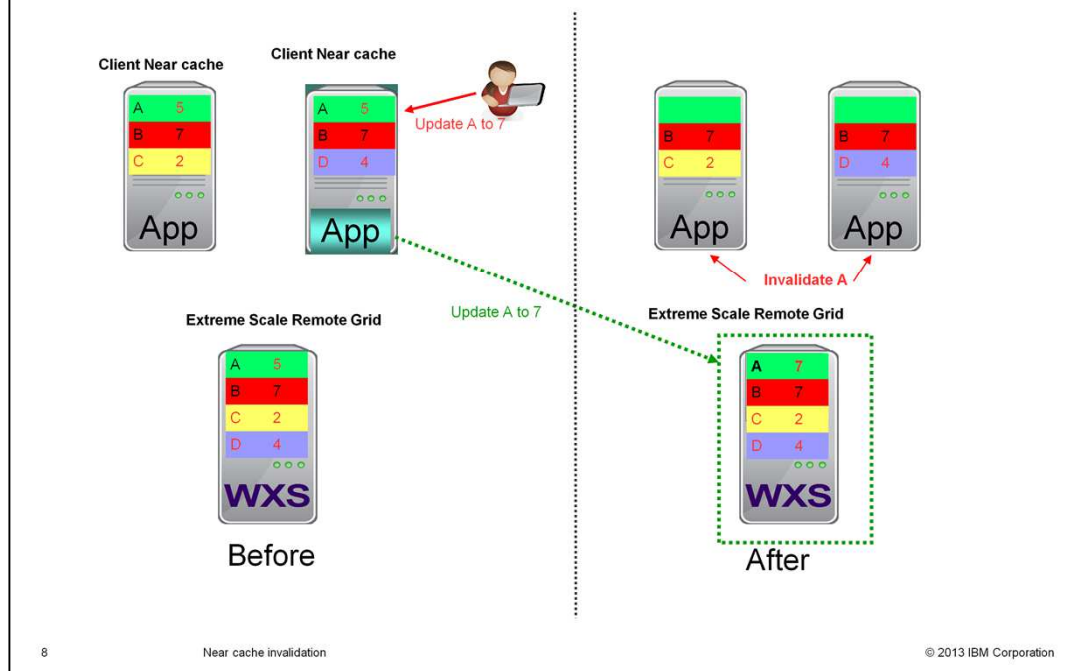 Client Near cache
A 5
B 7
C 2
App
Client Near cache
A 5
B 7
D 4
App
Update A to 7
Update A to 7
Extreme Scale Remote Grid
A 5
B 7
C 2
D 4
WXS
Before
B 7
C 2
App
B 7
D 4
App
Invalidate A
Extreme Scale Remote Grid
A 7
B 7
C 2
D 4
WXS
After
8 Near cache invalidation © 2013 IBM Corporation